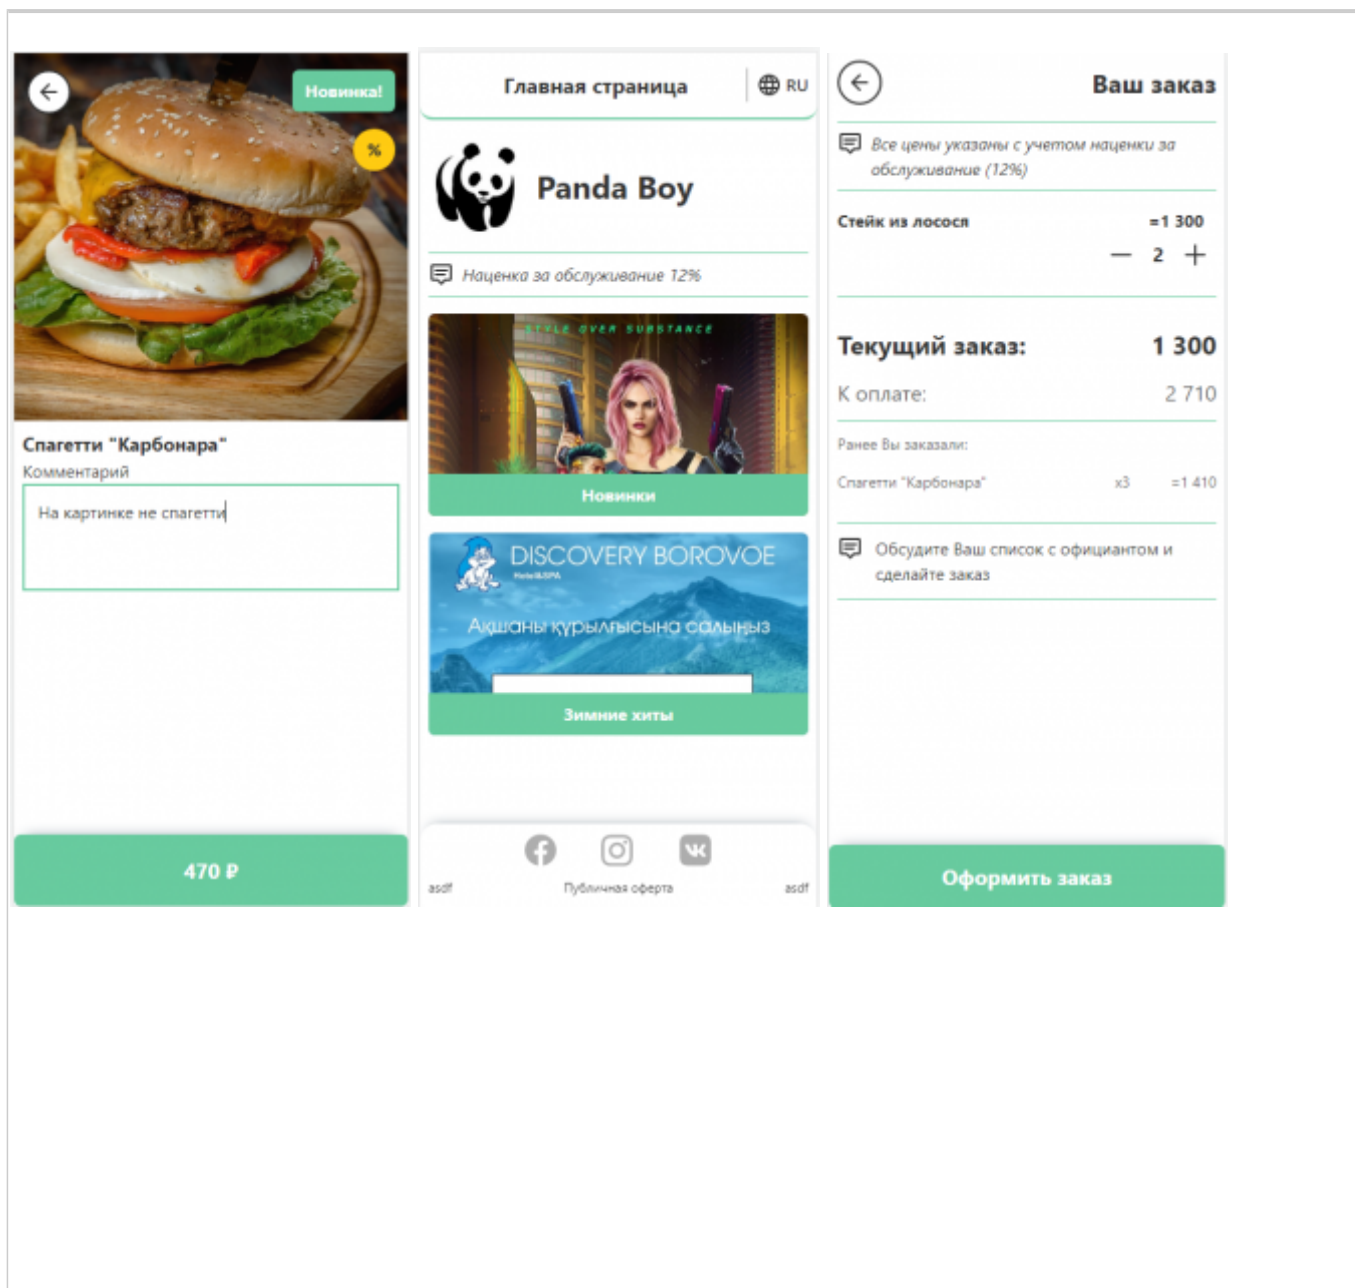 Новинка!
%
Спагетти "Карбонара"
Комментарий
На картинке не спагетти
470 ₽
Главная страница
RU
Panda Boy
Наценка за обслуживание 12%
STYLE OVER SUBSTANCE
Новинки
DISCOVERY BOROVOE
Hotel&SPA
Ақшаны құрылғысына салыңыз
Зимние хиты
asdf
Публичная оферта
asdf
Ваш заказ
Все цены указаны с учетом наценки за
обслуживание (12%)
Стейк из лосося =1 300
— 2 +
Текущий заказ: 1 300
К оплате: 2 710
Ранее Вы заказали:
Спагетти "Карбонара" x3 =1 410
Обсудите Ваш список с официантом и
сделайте заказ
Оформить заказ